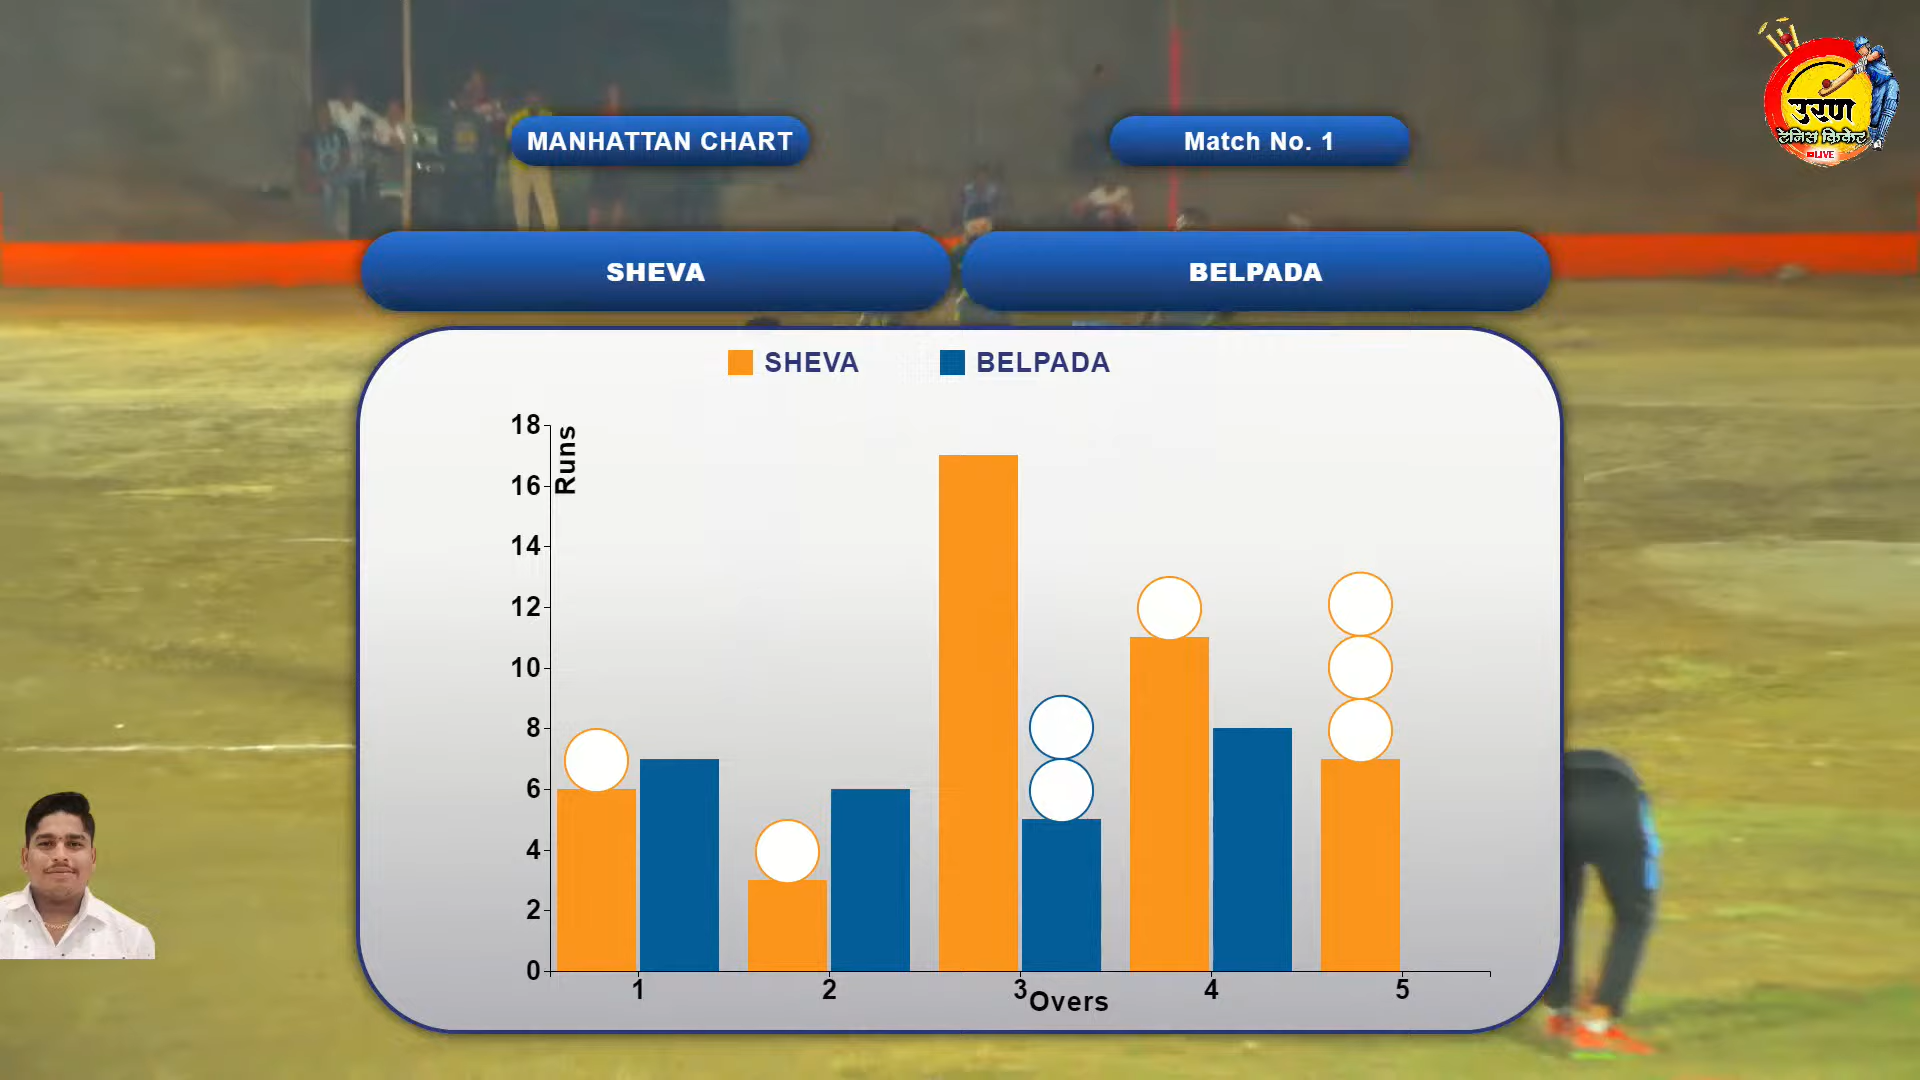 उरण
टेनिस क्रिकेट
LIVE
MANHATTAN CHART
Match No. 1
SHEVA
BELPADA
SHEVA
BELPADA
Runs
18
16
14
12
10
8
6
4
2
0
1 2 3 4 5
Overs